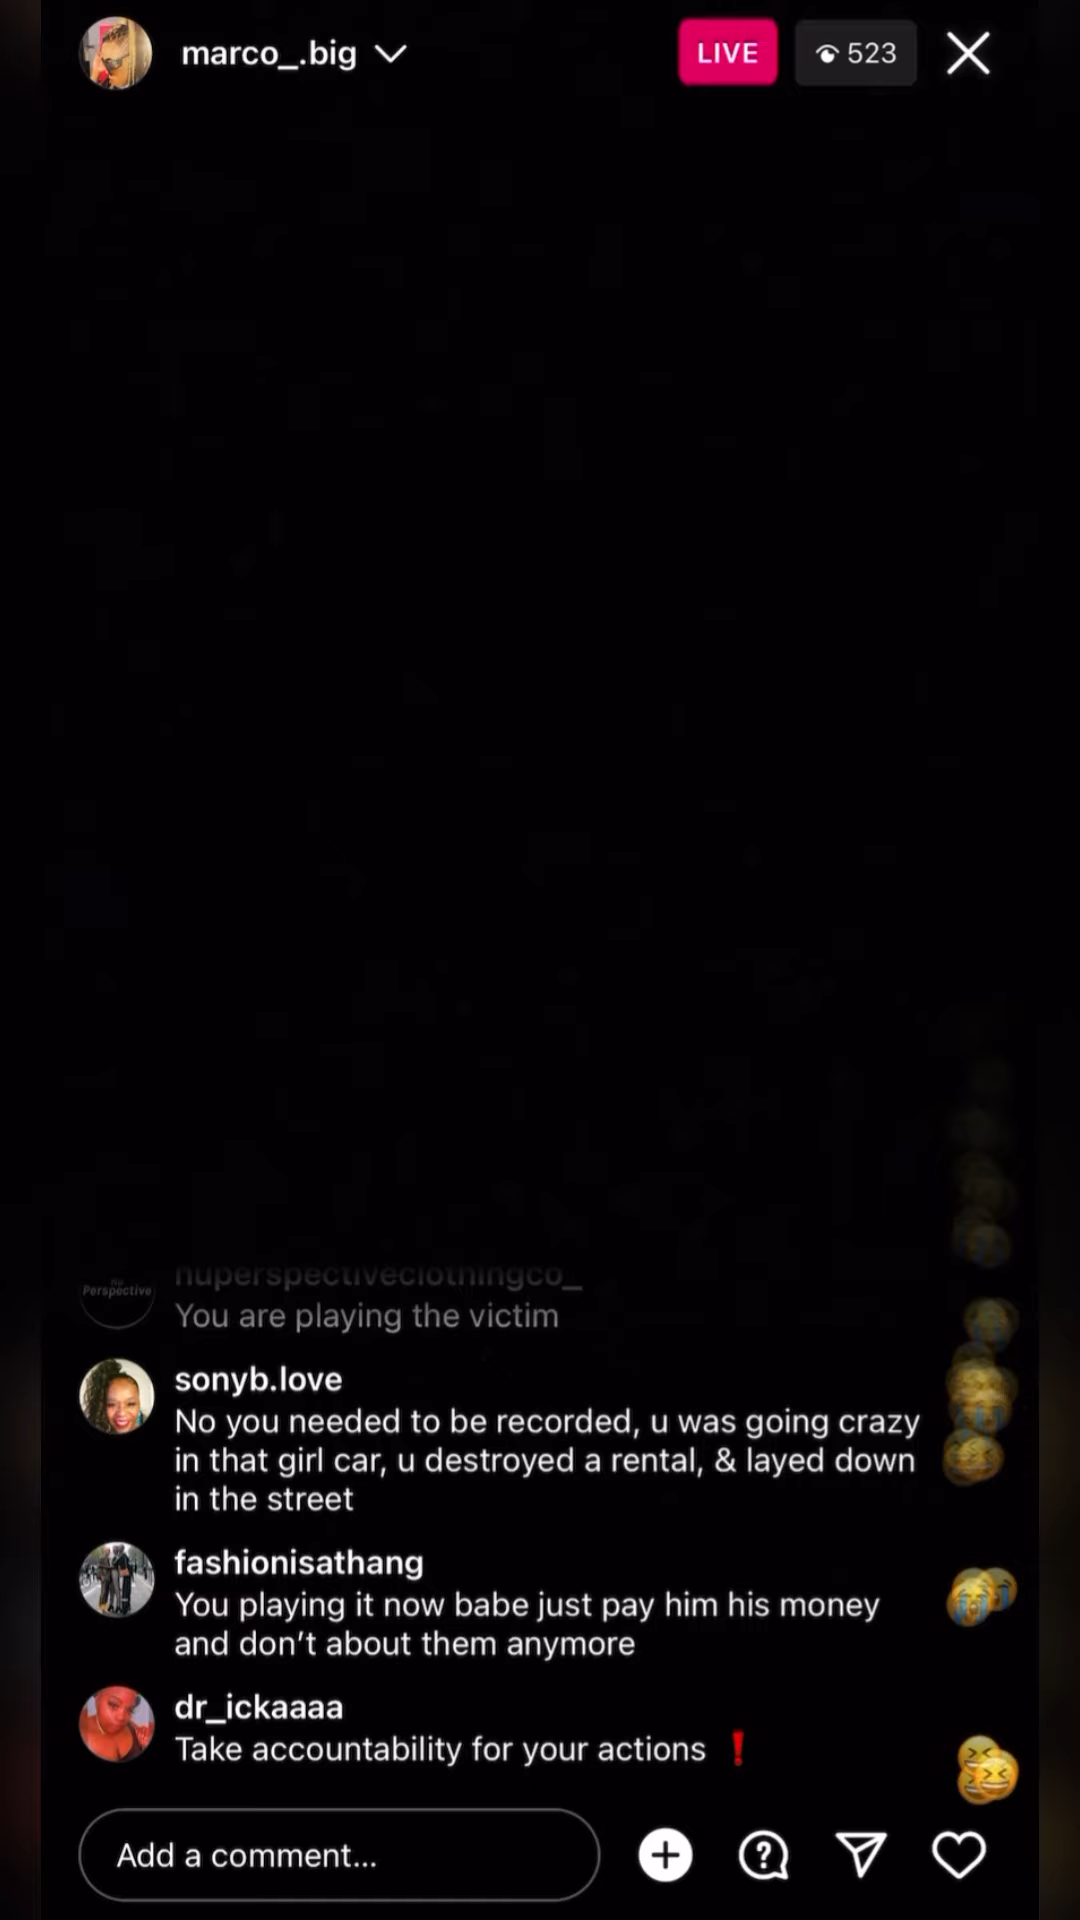 marco_.big
LIVE
523
nuperspectiveclothingco_
Nu
Perspective
You are playing the victim
sonyb.love
No you needed to be recorded, u was going crazy
in that girl car, u destroyed a rental, & layed down
in the street
fashionisathang
You playing it now babe just pay him his money
and don’t about them anymore
dr_ickaaaa
Take accountability for your actions ❗
Add a comment...